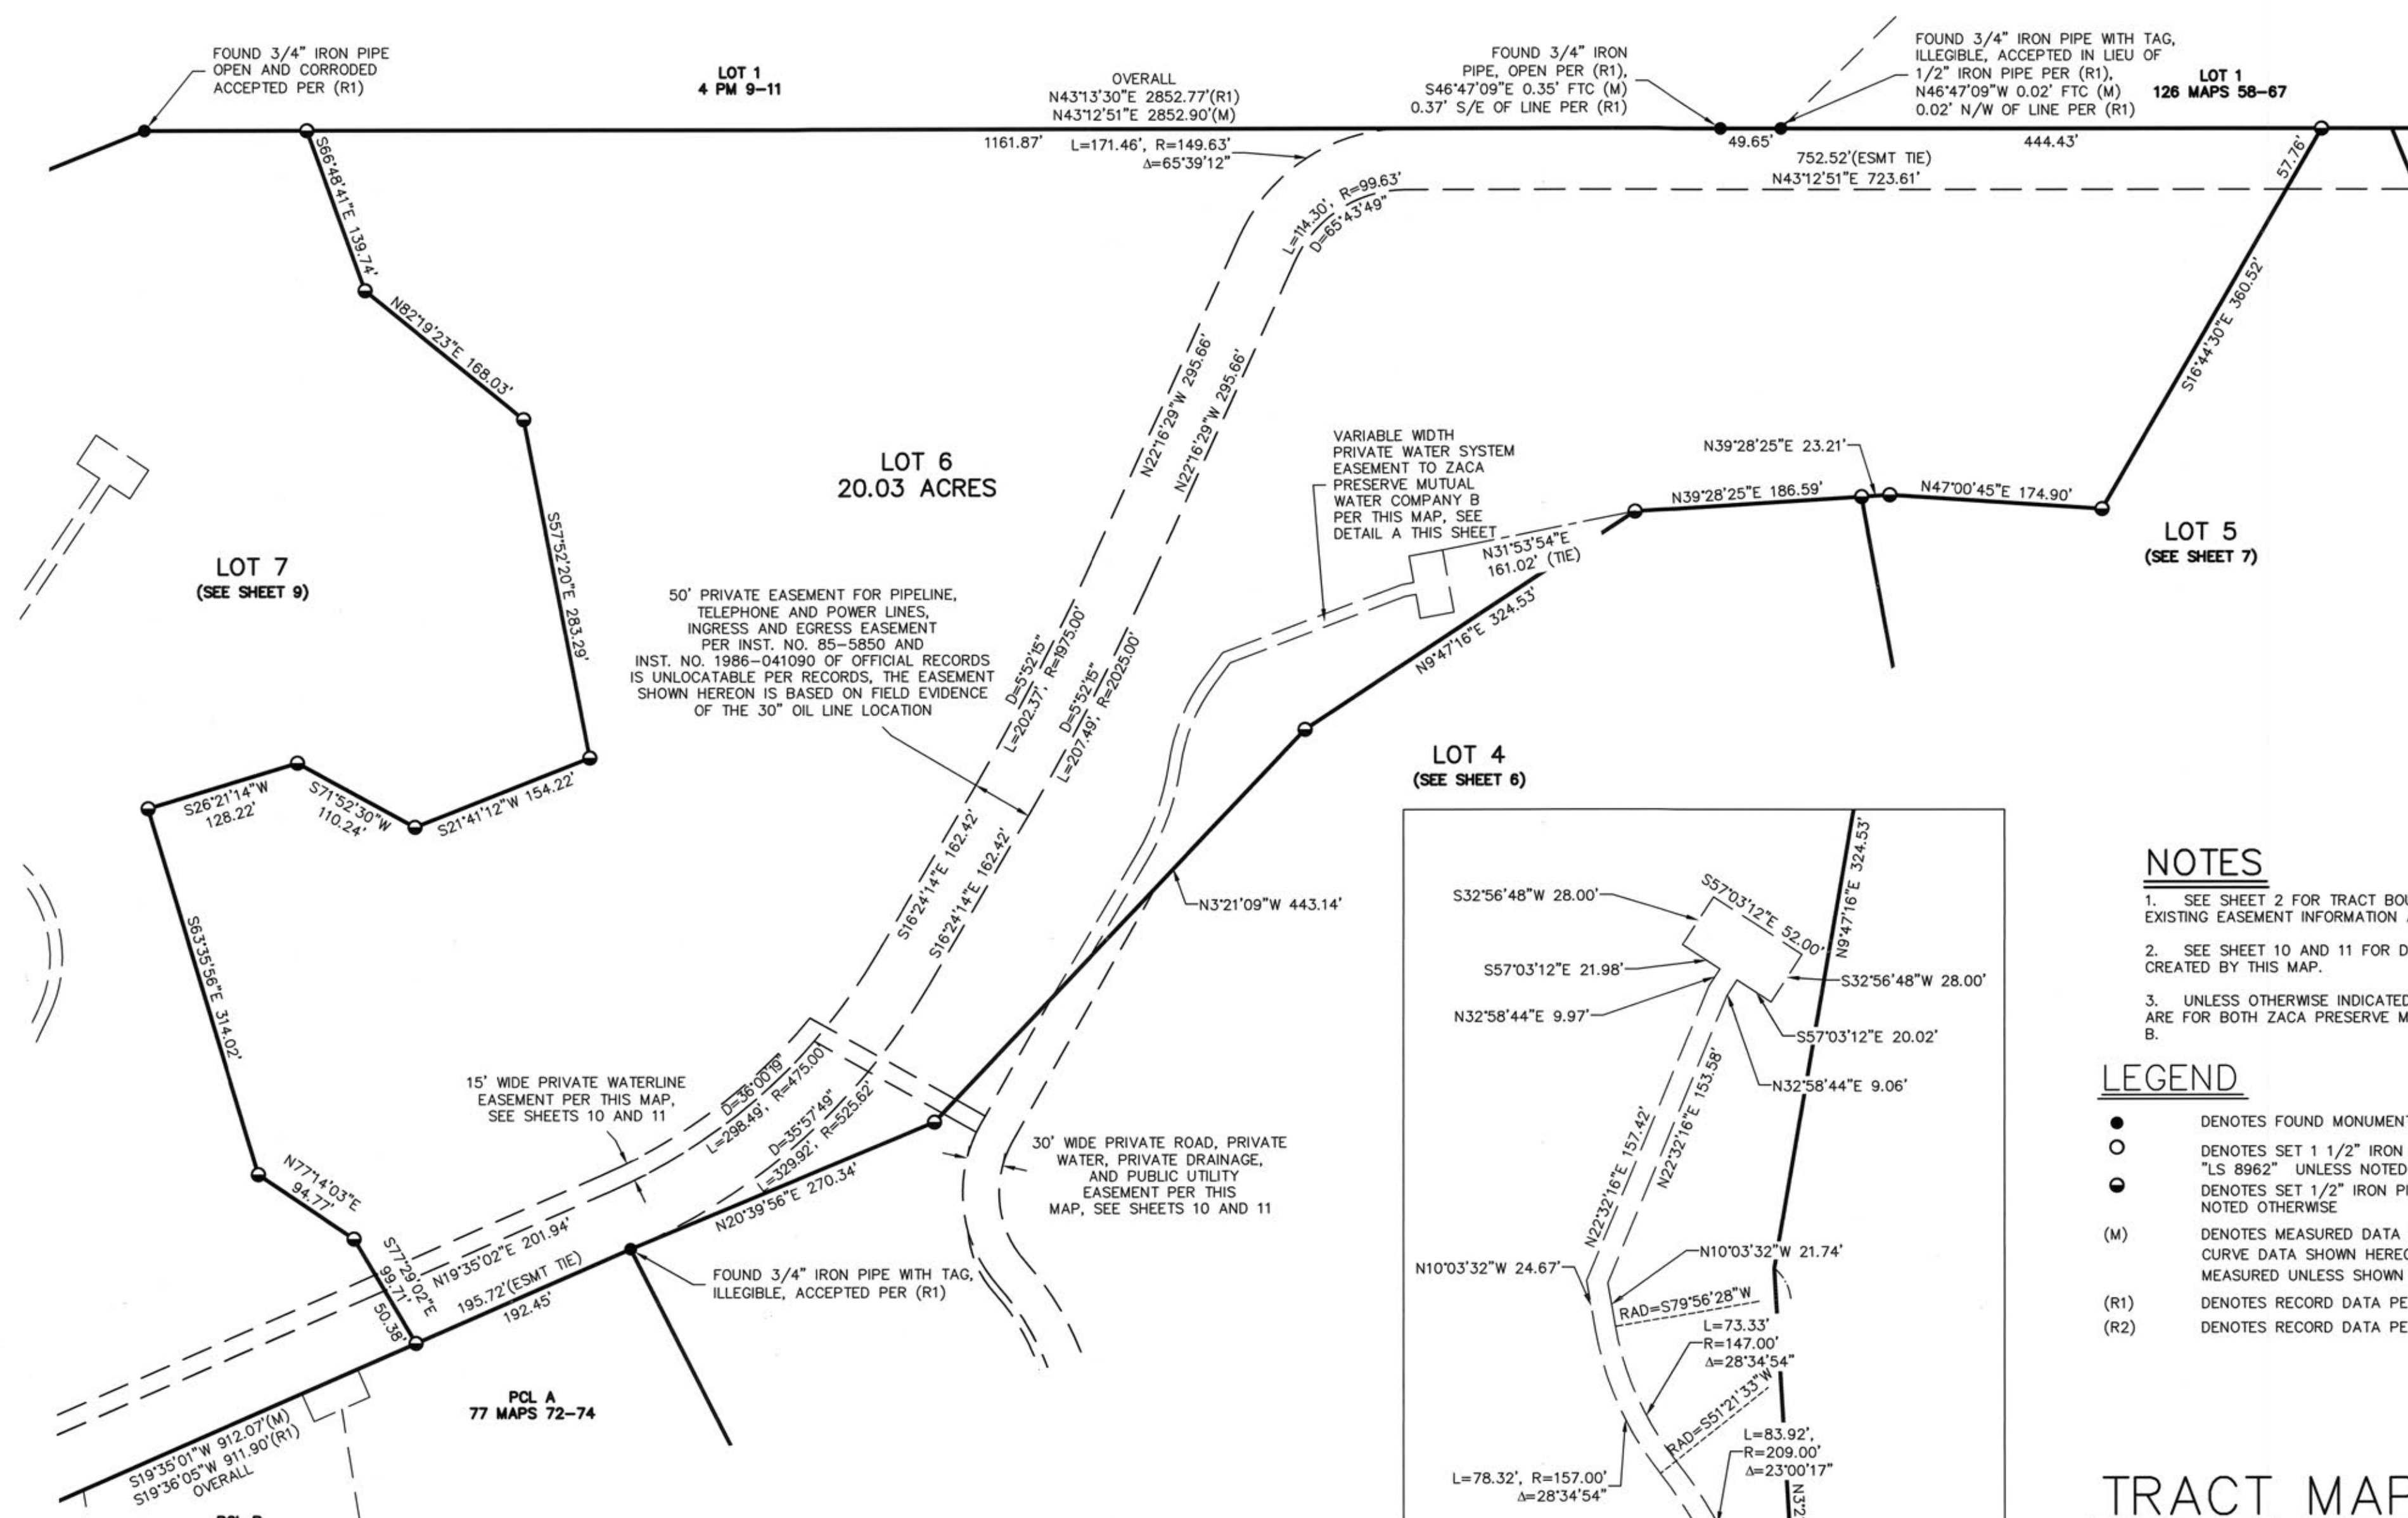 FOUND 3/4" IRON PIPE
OPEN AND CORRODED
ACCEPTED PER (R1)
LOT 1
4 PM 9-11
OVERALL
N43°13'30"E 2852.77'(R1)
N43°12'51"E 2852.90'(M)
FOUND 3/4" IRON
PIPE, OPEN PER (R1),
S46°47'09"E 0.35' FTC (M)
0.37' S/E OF LINE PER (R1)
FOUND 3/4" IRON PIPE WITH TAG,
ILLEGIBLE, ACCEPTED IN LIEU OF
1/2" IRON PIPE PER (R1),
N46°47'09"W 0.02' FTC (M)
0.02' N/W OF LINE PER (R1)
LOT 1
126 MAPS 58-67
1161.87'
L=171.46', R=149.63'
Δ=65°39'12"
49.65'
444.43'
752.52'(ESMT TIE)
N43°12'51"E 723.61'
57.76'
S16°44'30"E 360.52'
L=114.30', R=99.63'
D=65°43'49"
S66°48'41"E 139.74'
N82°19'23"E 168.03'
S57°52'20"E 283.29'
LOT 6
20.03 ACRES
N22°16'29"W 295.66'
N22°16'29"W 295.66'
VARIABLE WIDTH
PRIVATE WATER SYSTEM
EASEMENT TO ZACA
PRESERVE MUTUAL
WATER COMPANY B
PER THIS MAP, SEE
DETAIL A THIS SHEET
N39°28'25"E 23.21'
N39°28'25"E 186.59'
N47°00'45"E 174.90'
LOT 5
(SEE SHEET 7)
N31°53'54"E
161.02' (TIE)
N9°47'16"E 324.53'
LOT 7
(SEE SHEET 9)
50' PRIVATE EASEMENT FOR PIPELINE,
TELEPHONE AND POWER LINES,
INGRESS AND EGRESS EASEMENT
PER INST. NO. 85-5850 AND
INST. NO. 1986-041090 OF OFFICIAL RECORDS
IS UNLOCATABLE PER RECORDS, THE EASEMENT
SHOWN HEREON IS BASED ON FIELD EVIDENCE
OF THE 30" OIL LINE LOCATION
D=5°52'15"
L=202.37', R=1975.00'
D=5°52'15"
L=207.49', R=2025.00'
LOT 4
(SEE SHEET 6)
S26°21'14"W
128.22'
S71°52'30"W
110.24'
S21°41'12"W 154.22'
S16°24'14"E 162.42'
S16°24'14"E 162.42'
N3°21'09"W 443.14'
S63°35'56"E 314.02'
15' WIDE PRIVATE WATERLINE
EASEMENT PER THIS MAP,
SEE SHEETS 10 AND 11
D=36°00'19"
L=298.49', R=475.00'
D=35°57'49"
L=329.92', R=525.62'
30' WIDE PRIVATE ROAD, PRIVATE
WATER, PRIVATE DRAINAGE,
AND PUBLIC UTILITY
EASEMENT PER THIS
MAP, SEE SHEETS 10 AND 11
N77°14'03"E
94.77'
S77°29'02"E
99.71'
50.38'
N19°35'02"E 201.94'
195.72'(ESMT TIE)
192.45'
N20°39'56"E 270.34'
FOUND 3/4" IRON PIPE WITH TAG,
ILLEGIBLE, ACCEPTED PER (R1)
PCL A
77 MAPS 72-74
S19°35'01"W 912.07'(M)
S19°36'05"W 911.90'(R1)
OVERALL
S32°56'48"W 28.00'
S57°03'12"E 52.00'
N9°47'16"E 324.53'
S57°03'12"E 21.98'
S32°56'48"W 28.00'
N32°58'44"E 9.97'
S57°03'12"E 20.02'
N32°58'44"E 9.06'
N22°32'16"E 157.42'
N22°32'16"E 153.58'
N10°03'32"W 21.74'
N10°03'32"W 24.67'
RAD=S79°56'28"W
L=73.33'
R=147.00'
Δ=28°34'54"
RAD=S51°21'33"W
L=83.92',
R=209.00'
Δ=23°00'17"
L=78.32', R=157.00'
Δ=28°34'54"
N3°2
NOTES
1. SEE SHEET 2 FOR TRACT BOU
EXISTING EASEMENT INFORMATION
2. SEE SHEET 10 AND 11 FOR D
CREATED BY THIS MAP.
3. UNLESS OTHERWISE INDICATED
ARE FOR BOTH ZACA PRESERVE M
B.
LEGEND
DENOTES FOUND MONUMENT
DENOTES SET 1 1/2" IRON
"LS 8962" UNLESS NOTED
DENOTES SET 1/2" IRON PI
NOTED OTHERWISE
(M) DENOTES MEASURED DATA
CURVE DATA SHOWN HEREO
MEASURED UNLESS SHOWN
(R1) DENOTES RECORD DATA PE
(R2) DENOTES RECORD DATA PE
TRACT MAP